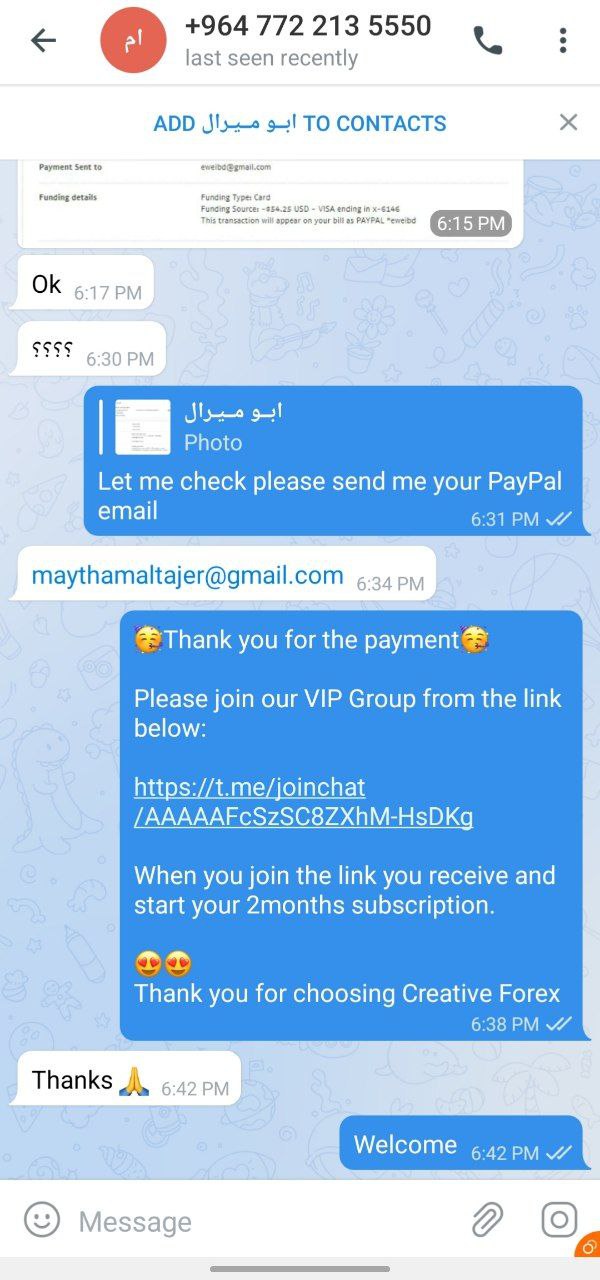 ام
+964 772 213 5550
last seen recently
ADD ابـو مـيـرال TO CONTACTS
Payment Sent to
eweibd@gmail.com
Funding details
Funding Type: Card
Funding Source: -$54.25 USD - VISA ending in x-6146
This transaction will appear on your bill as PAYPAL *eweibd
6:15 PM
Ok 6:17 PM
؟؟؟؟ 6:30 PM
ابـو مـيـرال
Photo
Let me check please send me your PayPal
email
6:31 PM
maythamaltajer@gmail.com 6:34 PM
🥳Thank you for the payment🥳
Please join our VIP Group from the link
below:
https://t.me/joinchat
/AAAAAFcSzSC8ZXhM-HsDKg
When you join the link you receive and
start your 2months subscription.
😍😍
Thank you for choosing Creative Forex
6:38 PM
Thanks 🙏 6:42 PM
Welcome 6:42 PM
Message